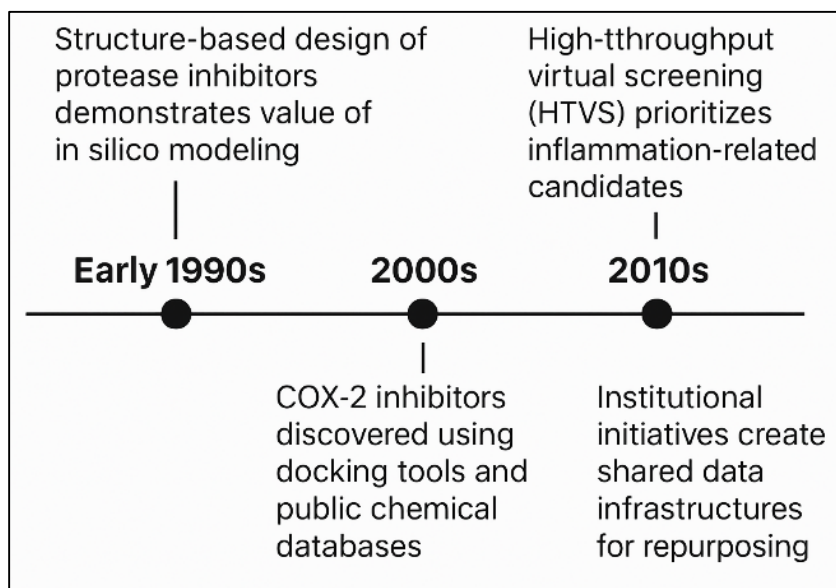 Structure-based design of
protease inhibitors
demonstrates value of
in silico modeling
High-tthroughput
virtual screening
(HTVS) prioritizes
inflammation-related
candidates
Early 1990s
2000s
2010s
COX-2 inhibitors
discovered using
docking tools and
public chemical
databases
Institutional
initiatives create
shared data
infrastructures
for repurposing